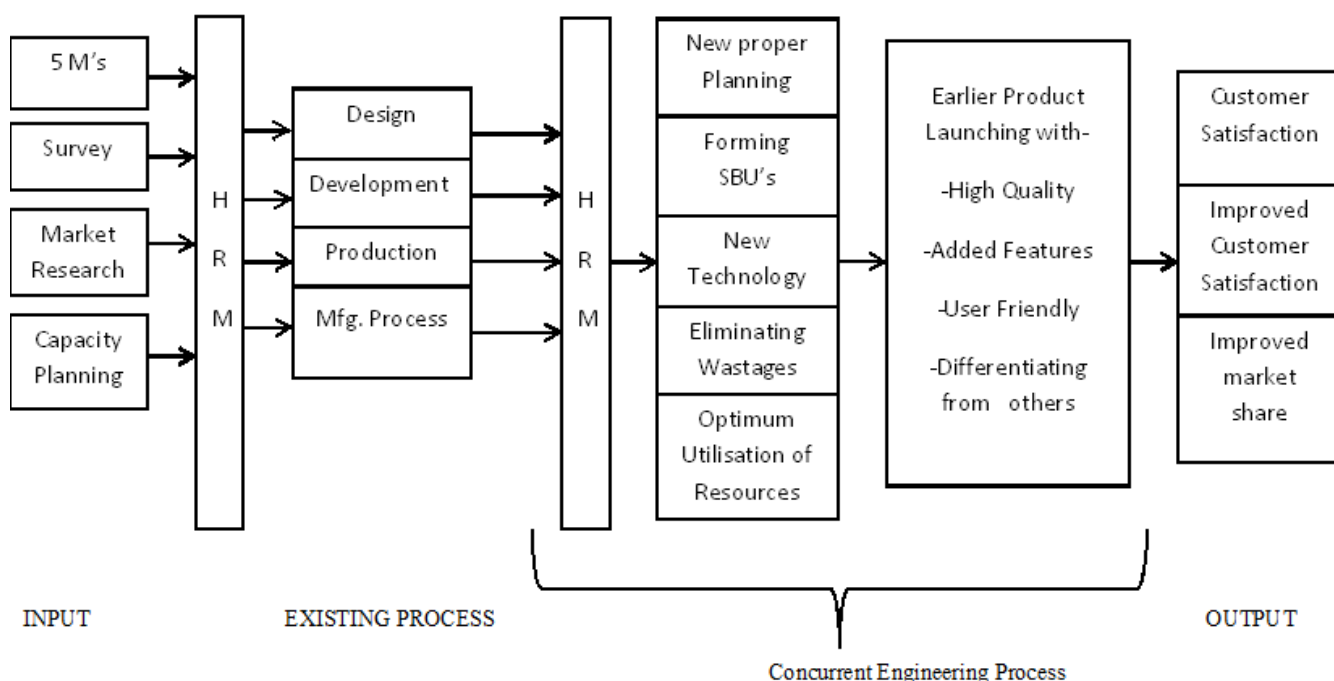 5 M's
Survey
Market
Research
Capacity
Planning
H
R
M
Design
Development
Production
Mfg. Process
H
R
M
New proper
Planning
Forming
SBU's
New
Technology
Eliminating
Wastages
Optimum
Utilisation of
Resources
Earlier Product
Launching with-
-High Quality
-Added Features
-User Friendly
-Differentiating
from others
Customer
Satisfaction
Improved
Customer
Satisfaction
Improved
market
share
INPUT
EXISTING PROCESS
OUTPUT
Concurrent Engineering Process